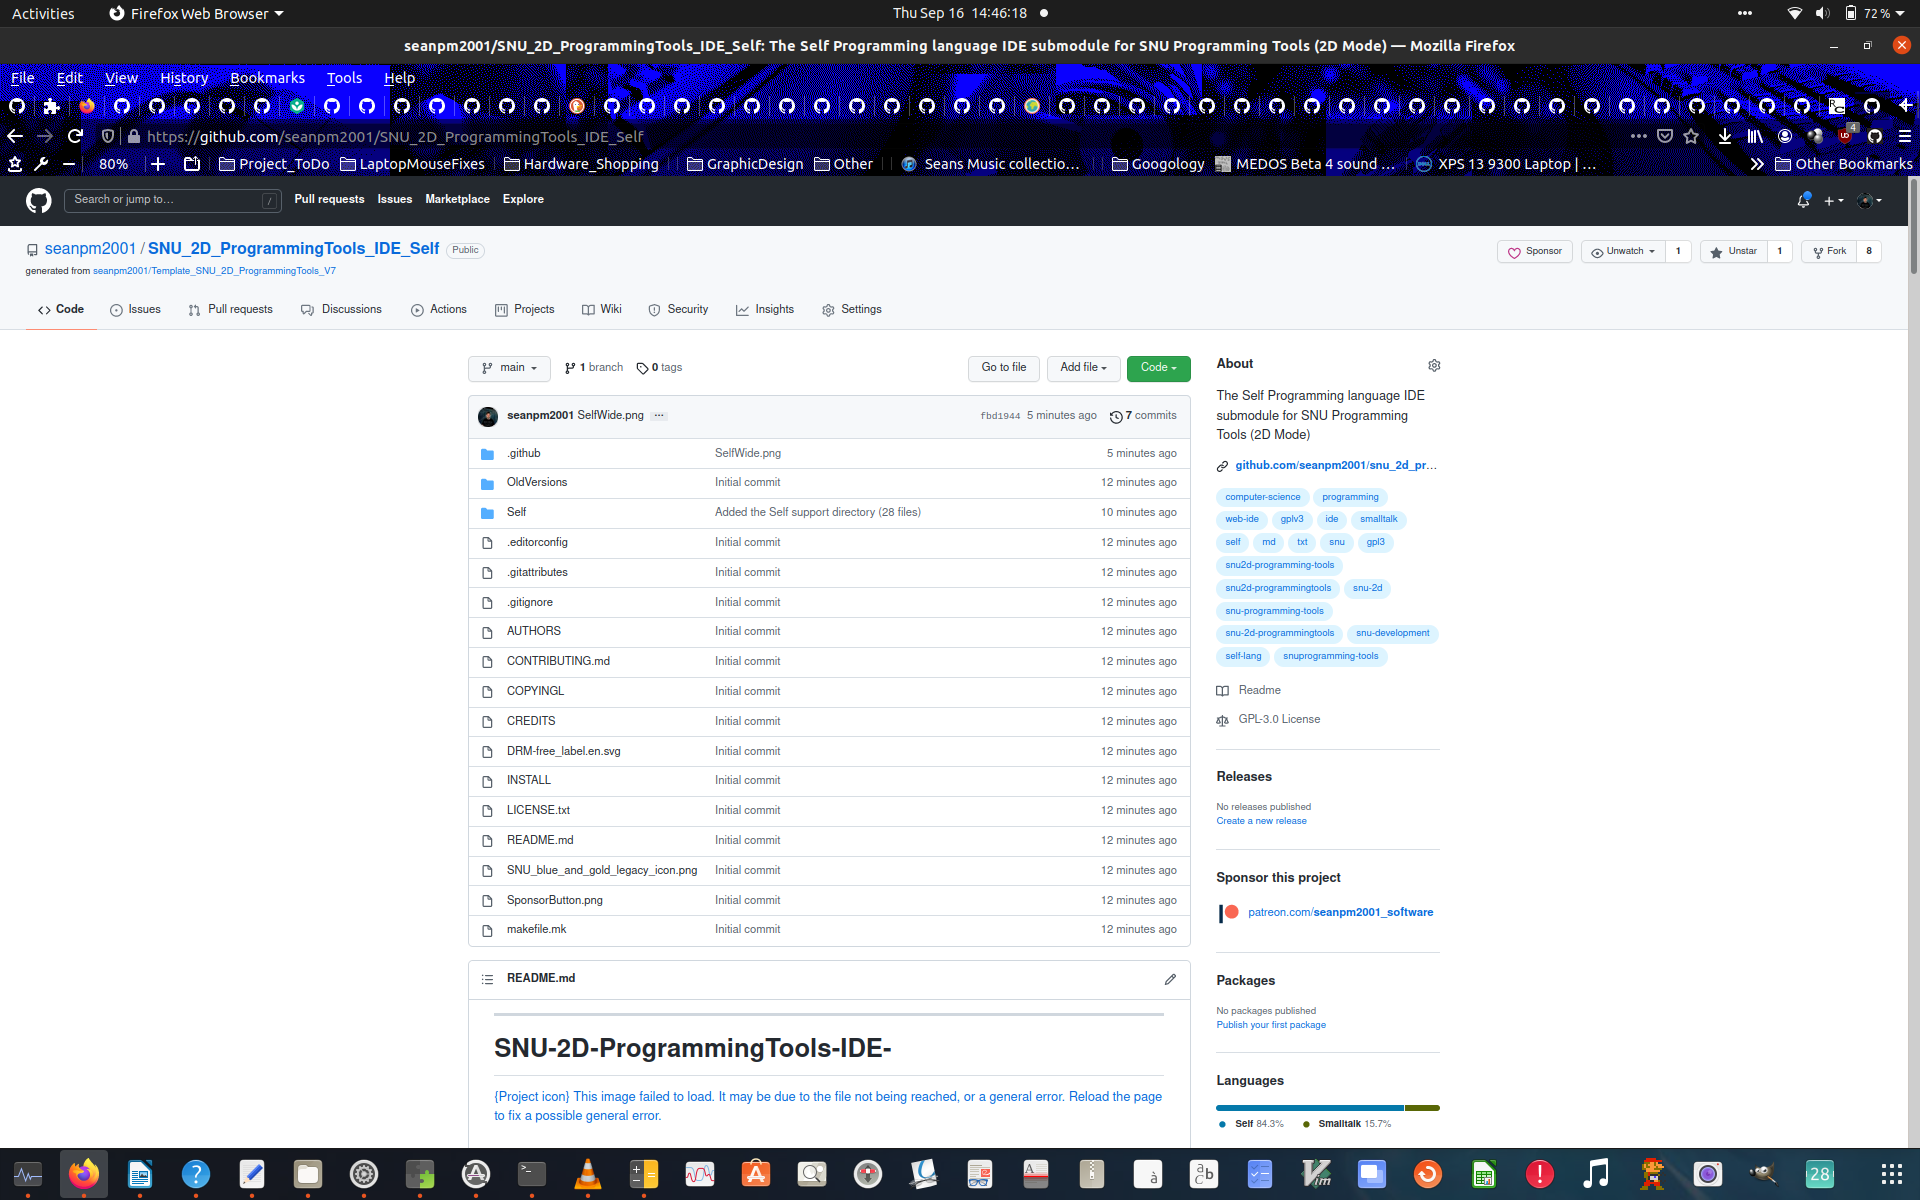 Activities
Firefox Web Browser
Thu Sep 16 14:46:18
72 %
seanpm2001/SNU_2D_ProgrammingTools_IDE_Self: The Self Programming language IDE submodule for SNU Programming Tools (2D Mode) — Mozilla Firefox
File Edit View History Bookmarks Tools Help
https://github.com/seanpm2001/SNU_2D_ProgrammingTools_IDE_Self
4
80%
Project_ToDo
LaptopMouseFixes
Hardware_Shopping
GraphicDesign
Other
Seans Music collectio…
Googology
MEDOS Beta 4 sound …
XPS 13 9300 Laptop | …
Other Bookmarks
Search or jump to…
/
Pull requests Issues Marketplace Explore
seanpm2001 / SNU_2D_ProgrammingTools_IDE_Self Public
generated from seanpm2001/Template_SNU_2D_ProgrammingTools_V7
Sponsor
Unwatch 1
Unstar 1
Fork 8
Code Issues Pull requests Discussions Actions Projects Wiki Security Insights Settings
main 1 branch 0 tags
Go to file Add file Code
seanpm2001 SelfWide.png ... fbd1944 5 minutes ago 7 commits
.github SelfWide.png 5 minutes ago
OldVersions Initial commit 12 minutes ago
Self Added the Self support directory (28 files) 10 minutes ago
.editorconfig Initial commit 12 minutes ago
.gitattributes Initial commit 12 minutes ago
.gitignore Initial commit 12 minutes ago
AUTHORS Initial commit 12 minutes ago
CONTRIBUTING.md Initial commit 12 minutes ago
COPYINGL Initial commit 12 minutes ago
CREDITS Initial commit 12 minutes ago
DRM-free_label.en.svg Initial commit 12 minutes ago
INSTALL Initial commit 12 minutes ago
LICENSE.txt Initial commit 12 minutes ago
README.md Initial commit 12 minutes ago
SNU_blue_and_gold_legacy_icon.png Initial commit 12 minutes ago
SponsorButton.png Initial commit 12 minutes ago
makefile.mk Initial commit 12 minutes ago
README.md
SNU-2D-ProgrammingTools-IDE-
{Project icon} This image failed to load. It may be due to the file not being reached, or a general error. Reload the page
to fix a possible general error.
About
The Self Programming language IDE
submodule for SNU Programming
Tools (2D Mode)
github.com/seanpm2001/snu_2d_pr…
computer-science programming
web-ide gplv3 ide smalltalk
self md txt snu gpl3
snu2d-programming-tools
snu2d-programmingtools snu-2d
snu-programming-tools
snu-2d-programmingtools snu-development
self-lang snuprogramming-tools
Readme
GPL-3.0 License
Releases
No releases published
Create a new release
Sponsor this project
patreon.com/seanpm2001_software
Packages
No packages published
Publish your first package
Languages
Self 84.3% Smalltalk 15.7%
28